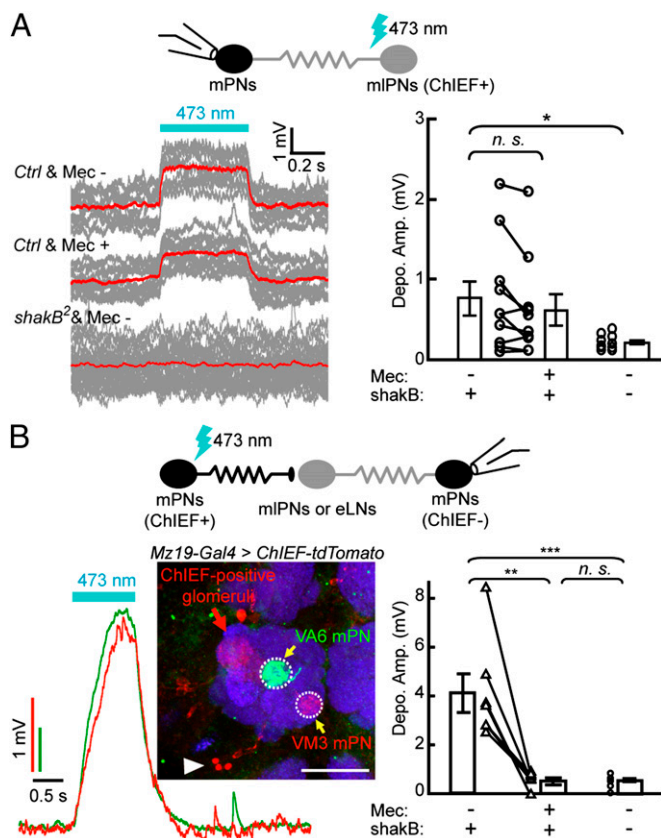 A
473 nm
mPNs
mlPNs (ChIEF+)
473 nm
1 mV
0.2 s
Ctrl & Mec -
Ctrl & Mec +
shakB2 & Mec -
Depo. Amp. (mV)
3
2
1
0
*
n. s.
Mec: - + -
shakB: + + -
B
473 nm
mPNs
(ChIEF+)
mlPNs or eLNs
mPNs
(ChIEF-)
Mz19-Gal4 > ChIEF-tdTomato
473 nm
ChIEF-positive
glomeruli
VA6 mPN
VM3 mPN
1 mV
0.5 s
Depo. Amp. (mV)
8
6
4
2
0
***
**
n. s.
Mec: - + -
shakB: + + -